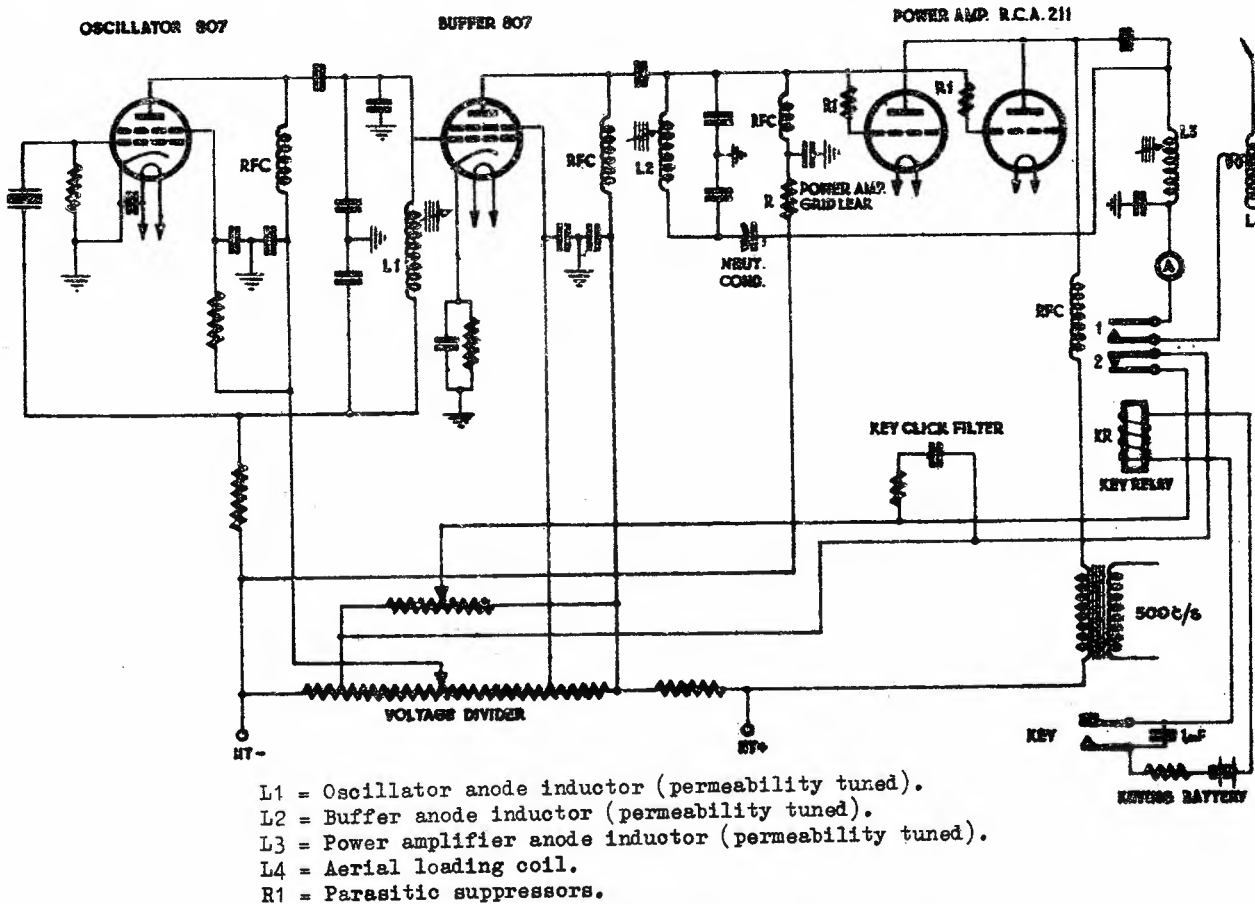 OSCILLATOR 807
BUFFER 807
POWER AMP. R.C.A. 211
RFC
L1
RFC
L2
RFC
R1
R1
R
POWER AMP.
GRID LEAK
NEUT.
COND.
L3
A
RFC
1
2
KR
KEY RELAY
KEY CLICK FILTER
500 c/s
VOLTAGE DIVIDER
HT-
HT+
KEY
1mF
KEYING BATTERY
L1 = Oscillator anode inductor (permeability tuned).
L2 = Buffer anode inductor (permeability tuned).
L3 = Power amplifier anode inductor (permeability tuned).
L4 = Aerial loading coil.
R1 = Parasitic suppressors.